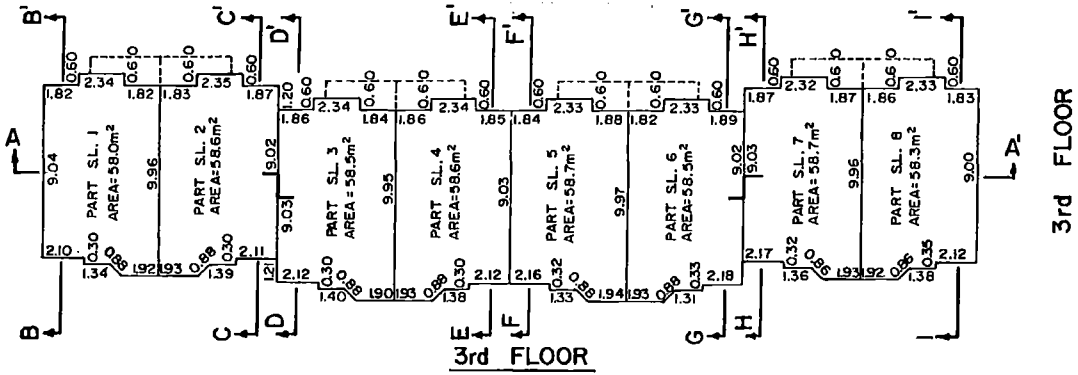 B' C' D' E' F' G' H' I'
0.60 0.60 0.60 0.60 0.60 0.60 0.60 0.60 0.60 0.60 0.60 0.60 0.60 0.60 0.60 0.60
2.34 2.35 2.34 2.34 2.33 2.33 2.32 2.33
1.82 1.82 1.83 1.87 1.20 1.86 1.84 1.86 1.85 1.84 1.88 1.82 1.89 1.87 1.87 1.86 1.83
A A'
9.04 9.96 9.02 9.03 9.95 9.03 9.97 9.02 9.03 9.96 9.00
PART S.L. 1
AREA=58.0m²
PART S.L. 2
AREA=58.6m²
PART S.L. 3
AREA=58.5m²
PART S.L. 4
AREA=58.6m²
PART S.L. 5
AREA=58.7m²
PART S.L. 6
AREA=58.5m²
PART S.L. 7
AREA=58.7m²
PART S.L. 8
AREA=58.3m²
2.10 0.30 1.34 0.88 1.92 1.93 0.88 1.39 0.30 2.11
2.12 0.30 1.40 0.88 1.90 1.93 0.88 1.38 0.30 2.12
2.16 0.32 1.33 0.88 1.94 1.93 0.88 1.31 0.33 2.18
2.17 0.32 1.36 0.86 1.93 1.92 0.86 1.38 0.35 2.12
B C D E F G H I
3rd FLOOR
3rd FLOOR